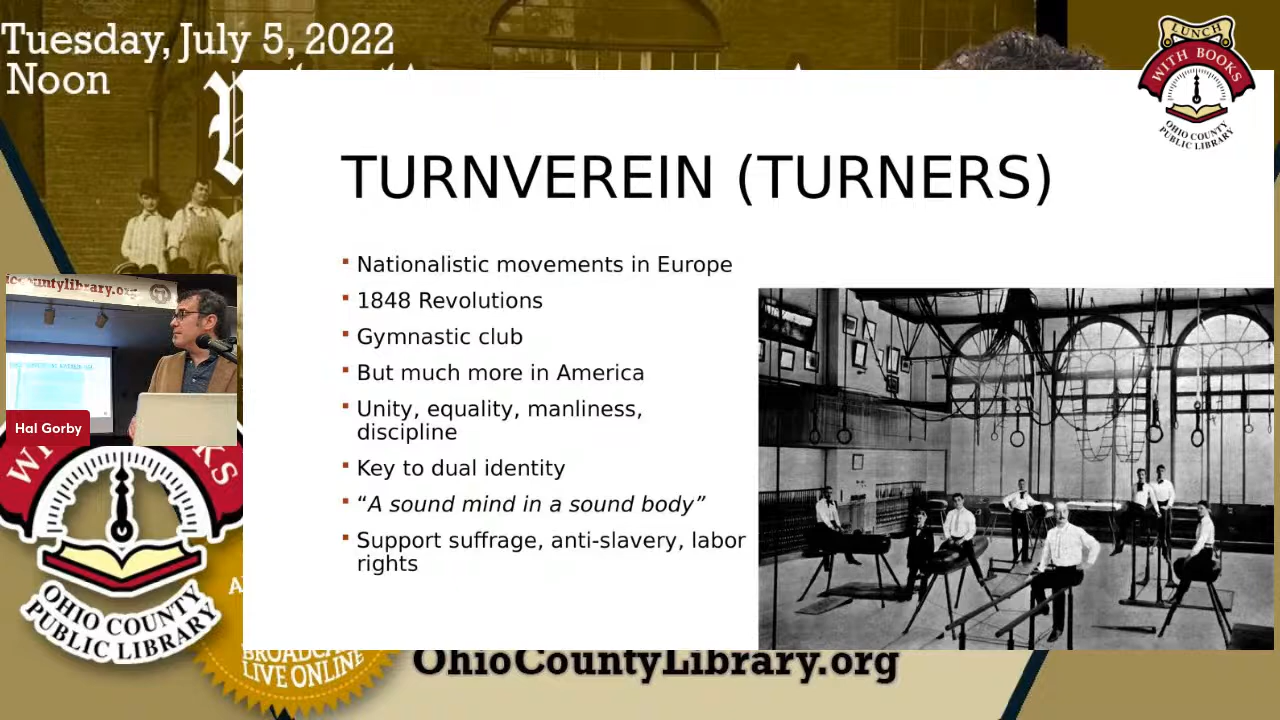 Tuesday, July 5, 2022
Noon
LUNCH
WITH BOOKS
OHIO COUNTY
PUBLIC LIBRARY
TURNVEREIN (TURNERS)
Nationalistic movements in Europe
1848 Revolutions
Gymnastic club
But much more in America
Unity, equality, manliness,
discipline
Key to dual identity
“A sound mind in a sound body”
Support suffrage, anti-slavery, labor
rights
countylibrary.org
Hal Gorby
OHIO COUNTY
PUBLIC LIBRARY
LIVE ONLINE
OhioCountyLibrary.org